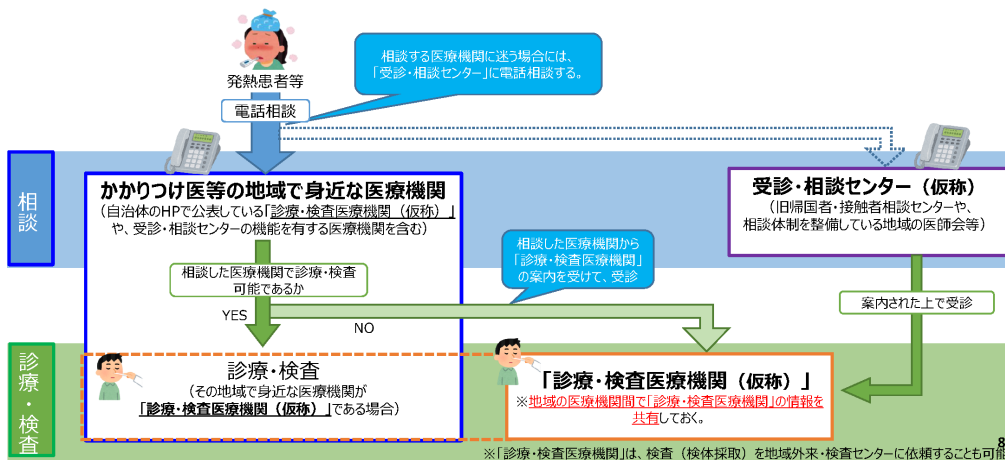 発熱患者等
相談する医療機関に迷う場合には、
「受診・相談センター」に電話相談する。
電話相談
相談
かかりつけ医等の地域で身近な医療機関
（自治体のHPで公表している「診療・検査医療機関（仮称）」
や、受診・相談センターの機能を有する医療機関を含む）
受診・相談センター（仮称）
（旧帰国者・接触者相談センターや、
相談体制を整備している地域の医師会等）
相談した医療機関で診療・検査
可能であるか
相談した医療機関から
「診療・検査医療機関」
の案内を受けて、受診
案内された上で受診
YES
NO
診療・検査
診療・検査
（その地域で身近な医療機関が
「診療・検査医療機関（仮称）」である場合）
「診療・検査医療機関（仮称）」
※地域の医療機関間で「診療・検査医療機関」の情報を
共有しておく。
8
※「診療・検査医療機関」は、検査（検体採取）を地域外来・検査センターに依頼することも可能